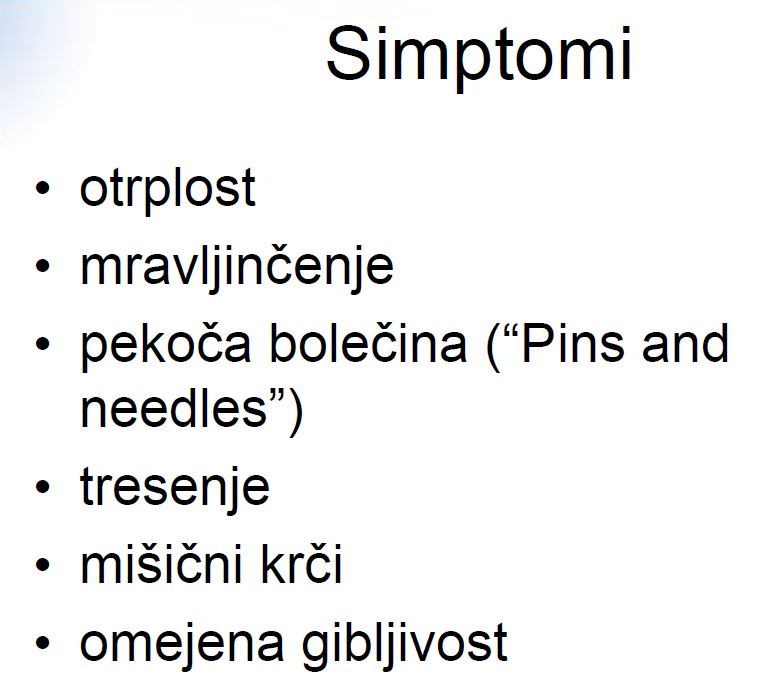 Simptomi
• otrplost
• mravljinčenje
• pekoča bolečina (“Pins and
needles”)
• tresenje
• mišični krči
• omejena gibljivost